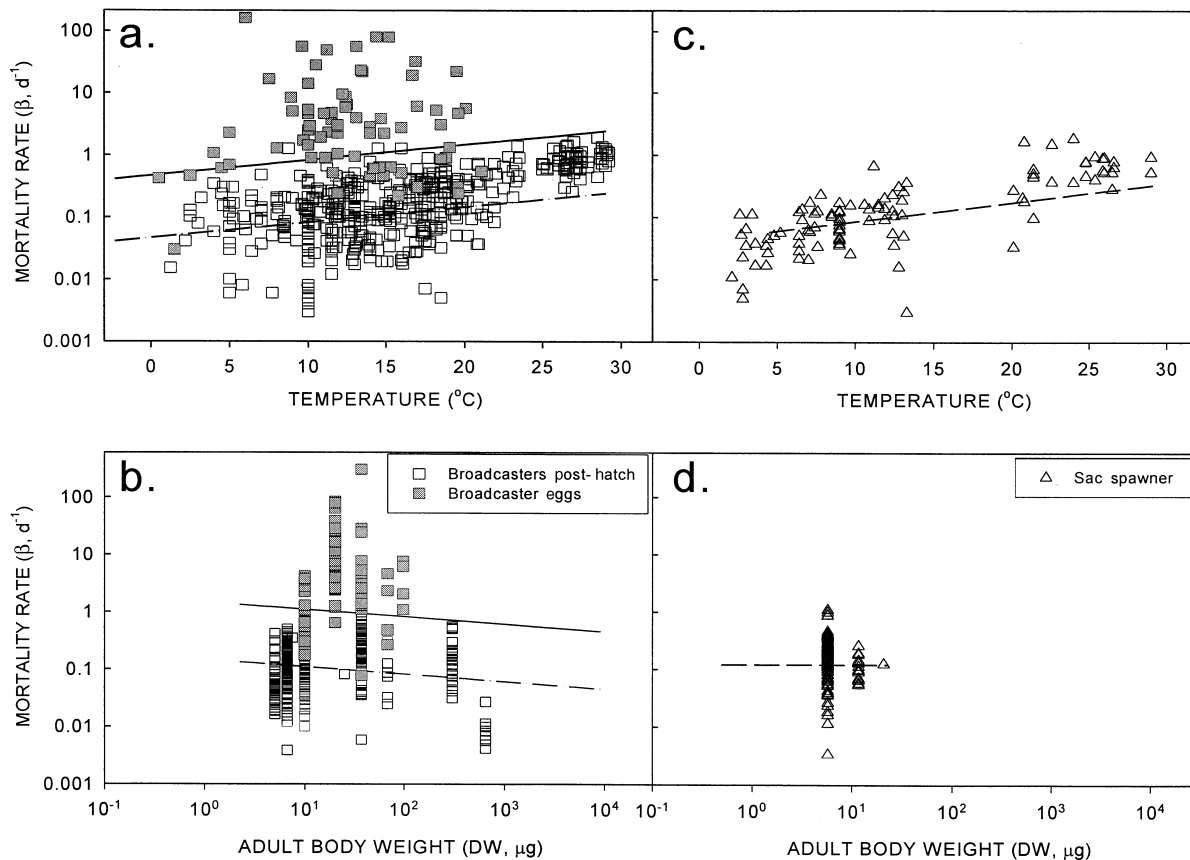 a.
MORTALITY RATE (β, d⁻¹)
100
10
1
0.1
0.01
0.001
0 5 10 15 20 25 30
TEMPERATURE (°C)
c.
0 5 10 15 20 25 30
TEMPERATURE (°C)
b.
Broadcasters post-hatch
Broadcaster eggs
MORTALITY RATE (β, d⁻¹)
100
10
1
0.1
0.01
0.001
10⁻¹ 10⁰ 10¹ 10² 10³ 10⁴
ADULT BODY WEIGHT (DW, μg)
d.
Sac spawner
10⁻¹ 10⁰ 10¹ 10² 10³ 10⁴
ADULT BODY WEIGHT (DW, μg)